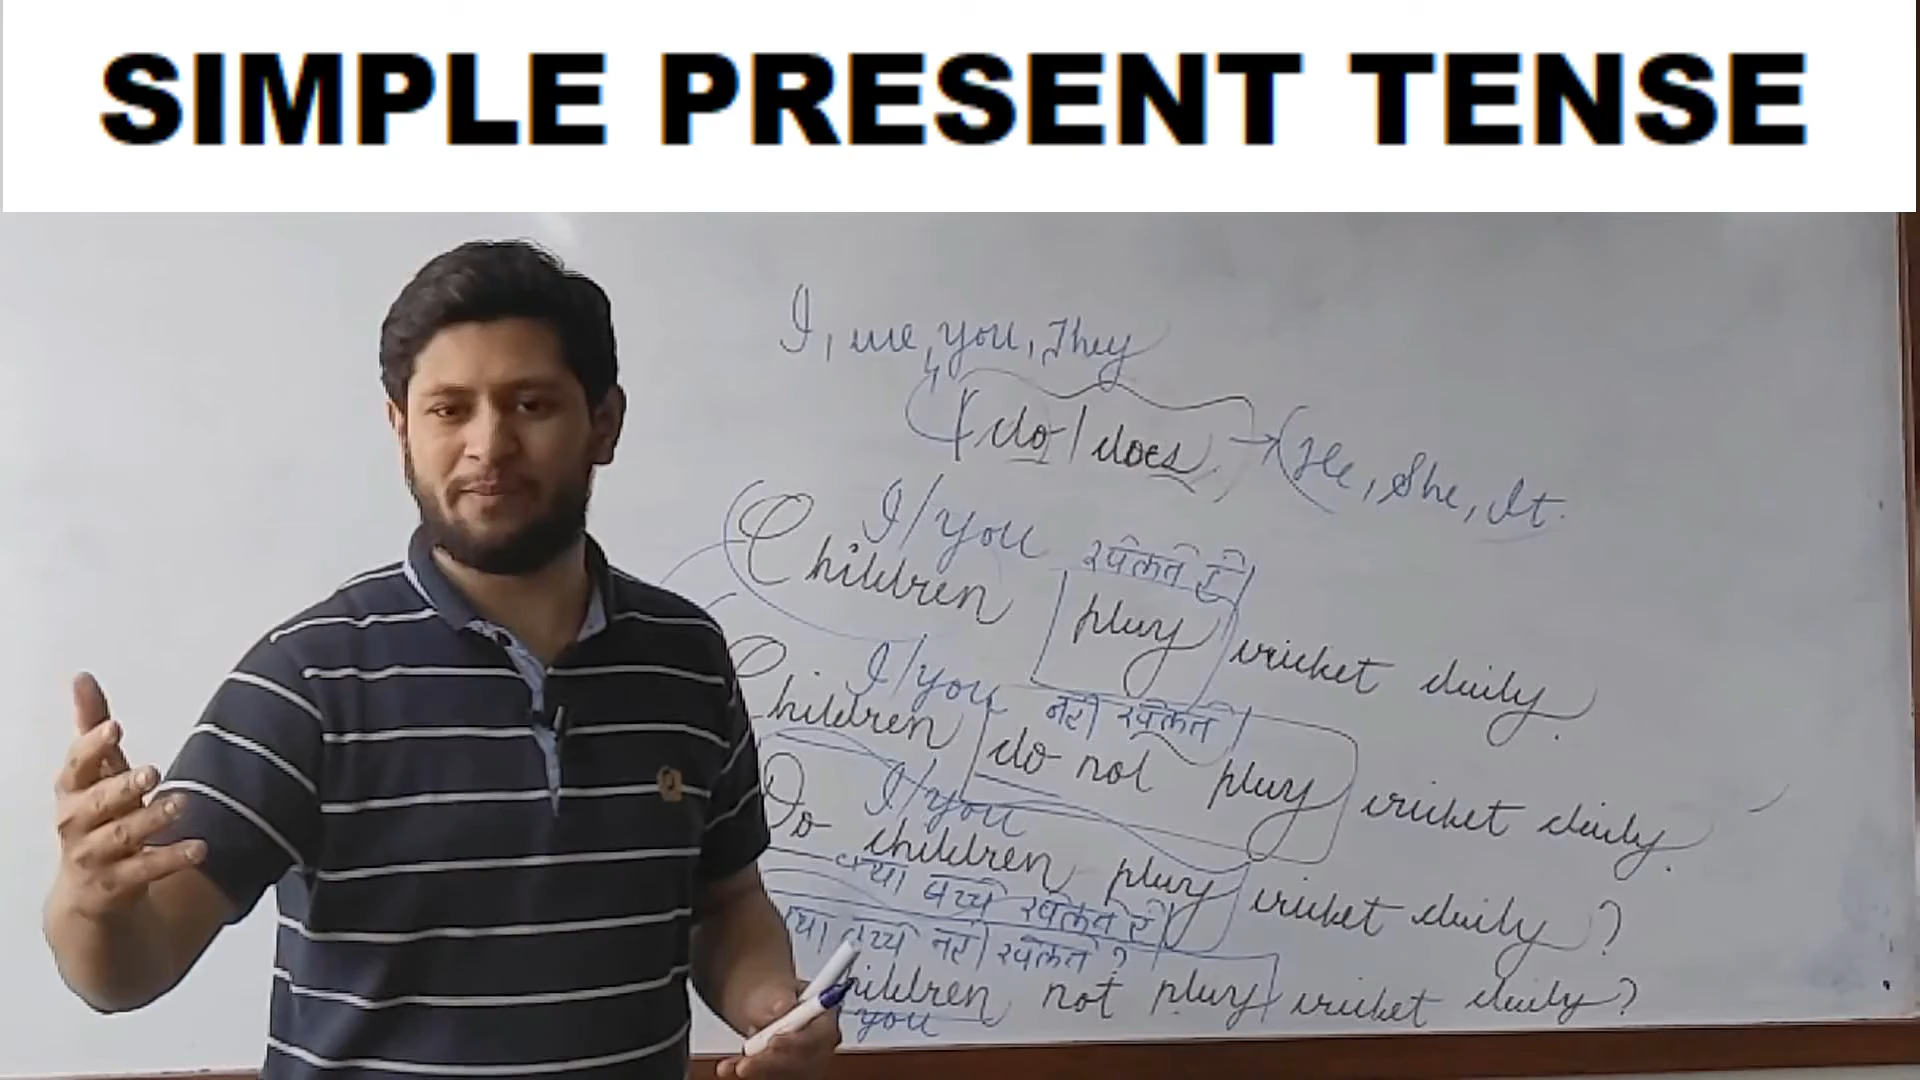 SIMPLE PRESENT TENSE
I, we, you, They
do/does → (He, She, It.
I/you खेलते हैं
Children play cricket daily.
I/you नहीं खेलते
Children do not play cricket daily.
I/you
Do children play cricket daily?
क्या बच्चे खेलते हैं
क्या बच्चे नहीं खेलते?
children not play cricket daily?
you